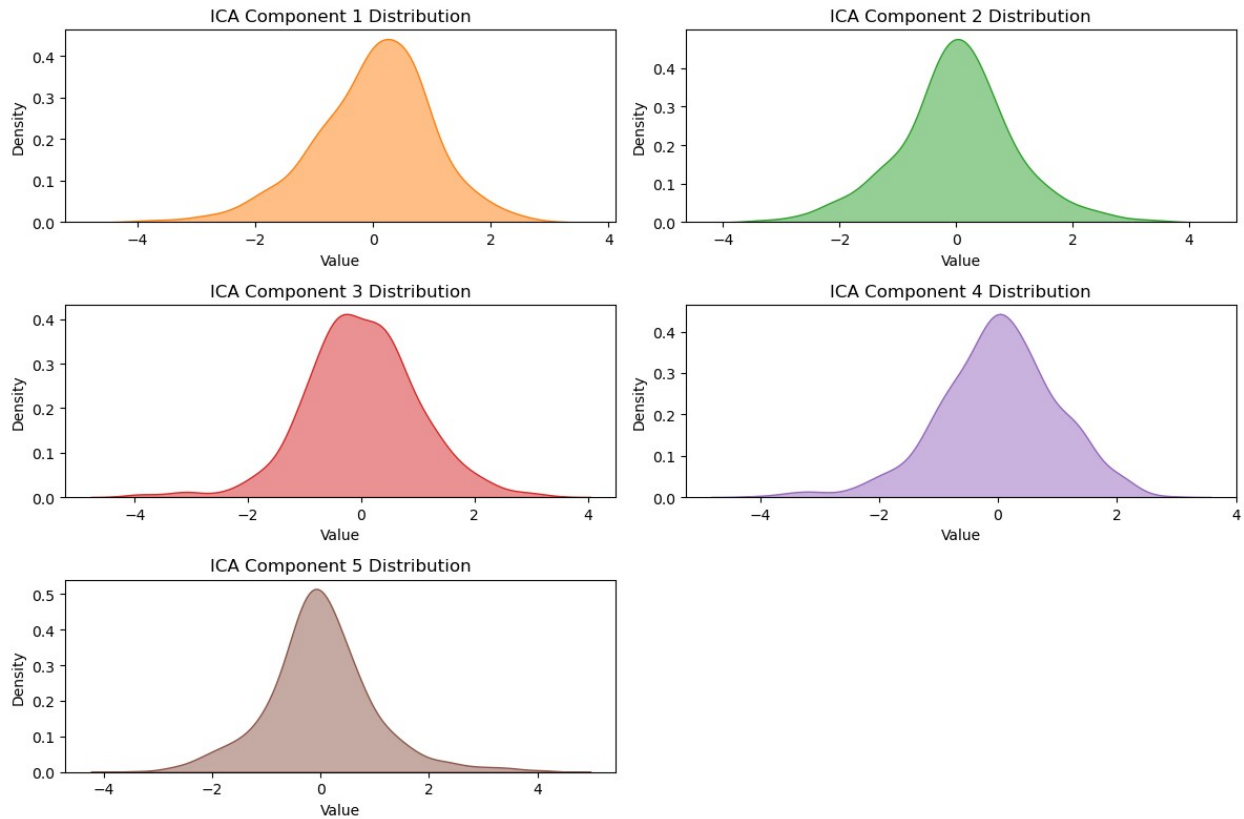 ICA Component 1 Distribution
Density
0.4
0.3
0.2
0.1
0.0
−4 −2 0 2 4
Value
ICA Component 2 Distribution
Density
0.4
0.3
0.2
0.1
0.0
−4 −2 0 2 4
Value
ICA Component 3 Distribution
Density
0.4
0.3
0.2
0.1
0.0
−4 −2 0 2 4
Value
ICA Component 4 Distribution
Density
0.4
0.3
0.2
0.1
0.0
−4 −2 0 2 4
Value
ICA Component 5 Distribution
Density
0.5
0.4
0.3
0.2
0.1
0.0
−4 −2 0 2 4
Value